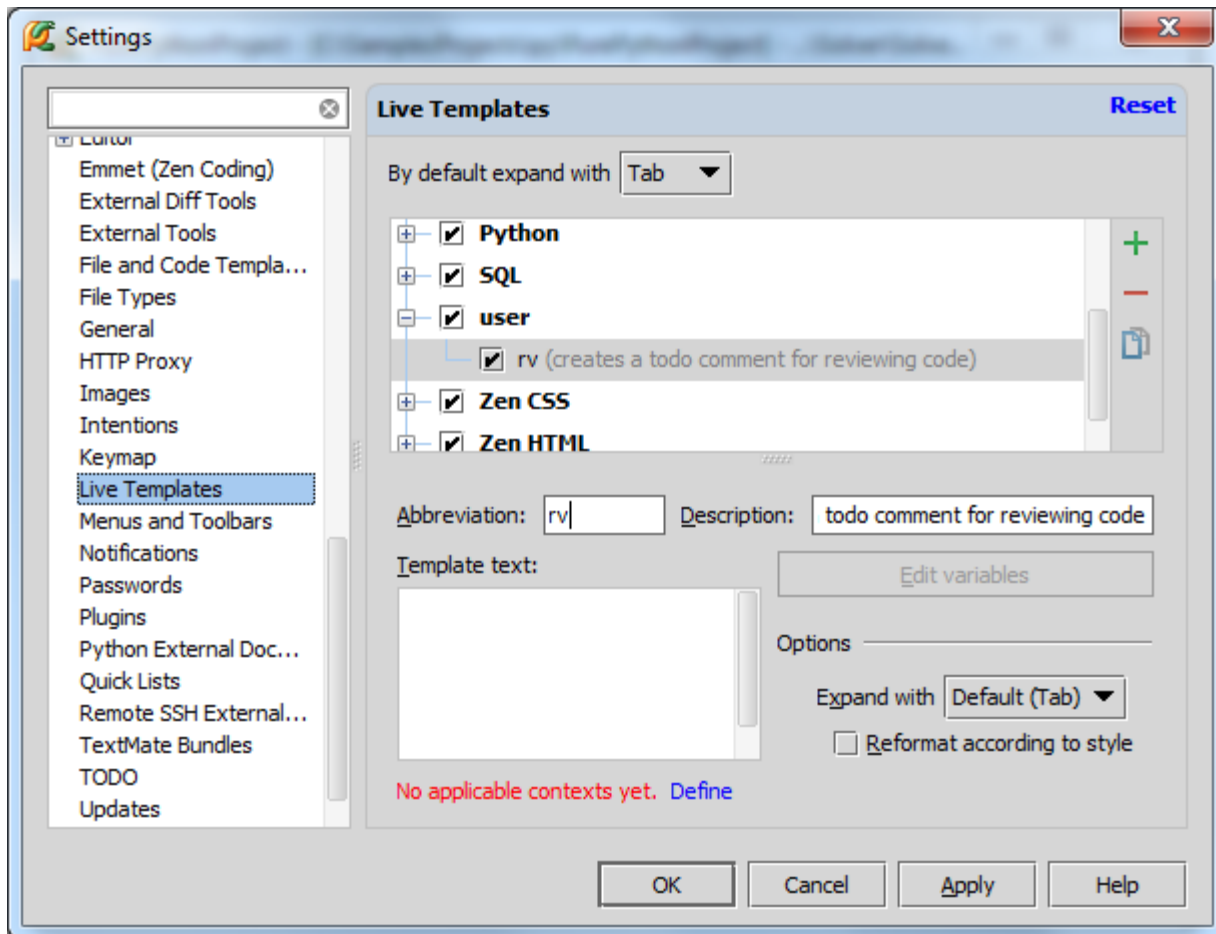 Settings
Live Templates
Reset
Editor
Emmet (Zen Coding)
External Diff Tools
External Tools
File and Code Templa...
File Types
General
HTTP Proxy
Images
Intentions
Keymap
Live Templates
Menus and Toolbars
Notifications
Passwords
Plugins
Python External Doc...
Quick Lists
Remote SSH External...
TextMate Bundles
TODO
Updates
By default expand with Tab
Python
SQL
user
rv (creates a todo comment for reviewing code)
Zen CSS
Zen HTML
Abbreviation: rv Description: todo comment for reviewing code
Template text:
Edit variables
Options
Expand with Default (Tab)
Reformat according to style
No applicable contexts yet. Define
OK Cancel Apply Help